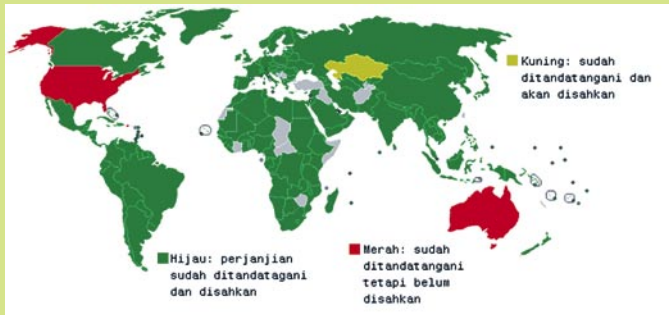 Kuning: sudah
ditandatangani dan
akan disahkan
Hijau: perjanjian
sudah ditandatagani
dan disahkan
Merah: sudah
ditandatangani
tetapi belum
disahkan